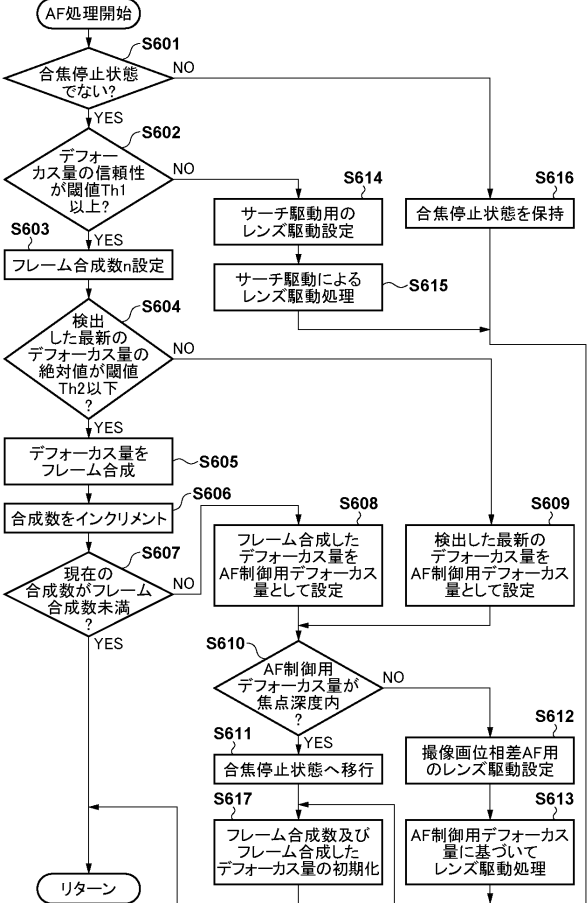 AF処理開始
S601
合焦停止状態
でない?
NO
YES
S602
デフォー
カス量の信頼性
が閾値Th1
以上?
NO
YES
S603
フレーム合成数n設定
S614
サーチ駆動用の
レンズ駆動設定
S616
合焦停止状態を保持
サーチ駆動による
レンズ駆動処理
S615
S604
検出
した最新の
デフォーカス量の
絶対値が閾値
Th2以下
?
NO
YES
デフォーカス量を
フレーム合成
S605
S606
合成数をインクリメント
S607
現在の
合成数がフレーム
合成数未満
?
NO
YES
S608
フレーム合成した
デフォーカス量を
AF制御用デフォーカス
量として設定
S609
検出した最新の
デフォーカス量を
AF制御用デフォーカス
量として設定
S610
AF制御用
デフォーカス量が
焦点深度内
?
NO
YES
S611
合焦停止状態へ移行
S612
撮像画位相差AF用
のレンズ駆動設定
S617
フレーム合成数及び
フレーム合成した
デフォーカス量の初期化
S613
AF制御用デフォーカス
量に基づいて
レンズ駆動処理
リターン